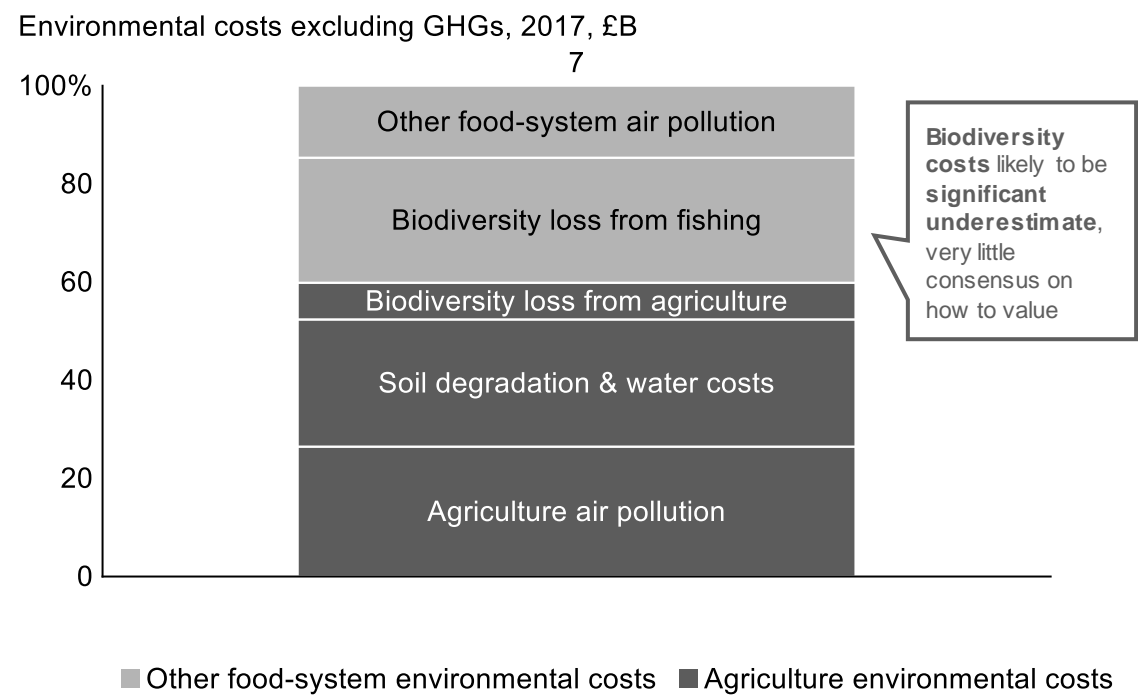 Environmental costs excluding GHGs, 2017, £B
7
100%
80
60
40
20
0
Other food-system air pollution
Biodiversity loss from fishing
Biodiversity loss from agriculture
Soil degradation & water costs
Agriculture air pollution
Biodiversity
costs likely to be
significant
underestimate,
very little
consensus on
how to value
Other food-system environmental costs
Agriculture environmental costs